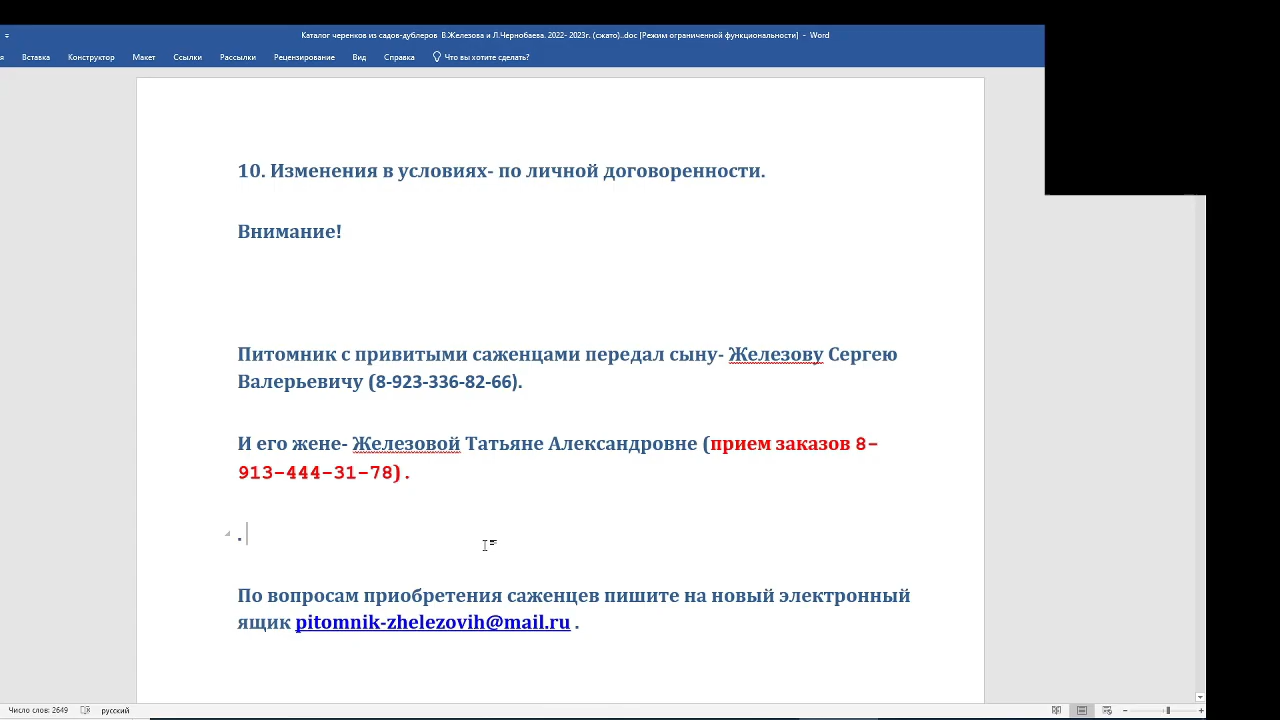 Каталог черенков из садов-дублеров  В.Железова и Л.Чернобаева. 2022- 2023г. (сжато)..doc [Режим ограниченной функциональности]  -  Word
я Вставка Конструктор Макет Ссылки Рассылки Рецензирование Вид Справка Что вы хотите сделать?
10. Изменения в условиях- по личной договоренности.
Внимание!
Питомник с привитыми саженцами передал сыну- Железову Сергею
Валерьевичу (8-923-336-82-66).
И его жене- Железовой Татьяне Александровне (прием заказов 8-
913-444-31-78).
.
По вопросам приобретения саженцев пишите на новый электронный
ящик pitomnik-zhelezovih@mail.ru .
Число слов: 2649 русский